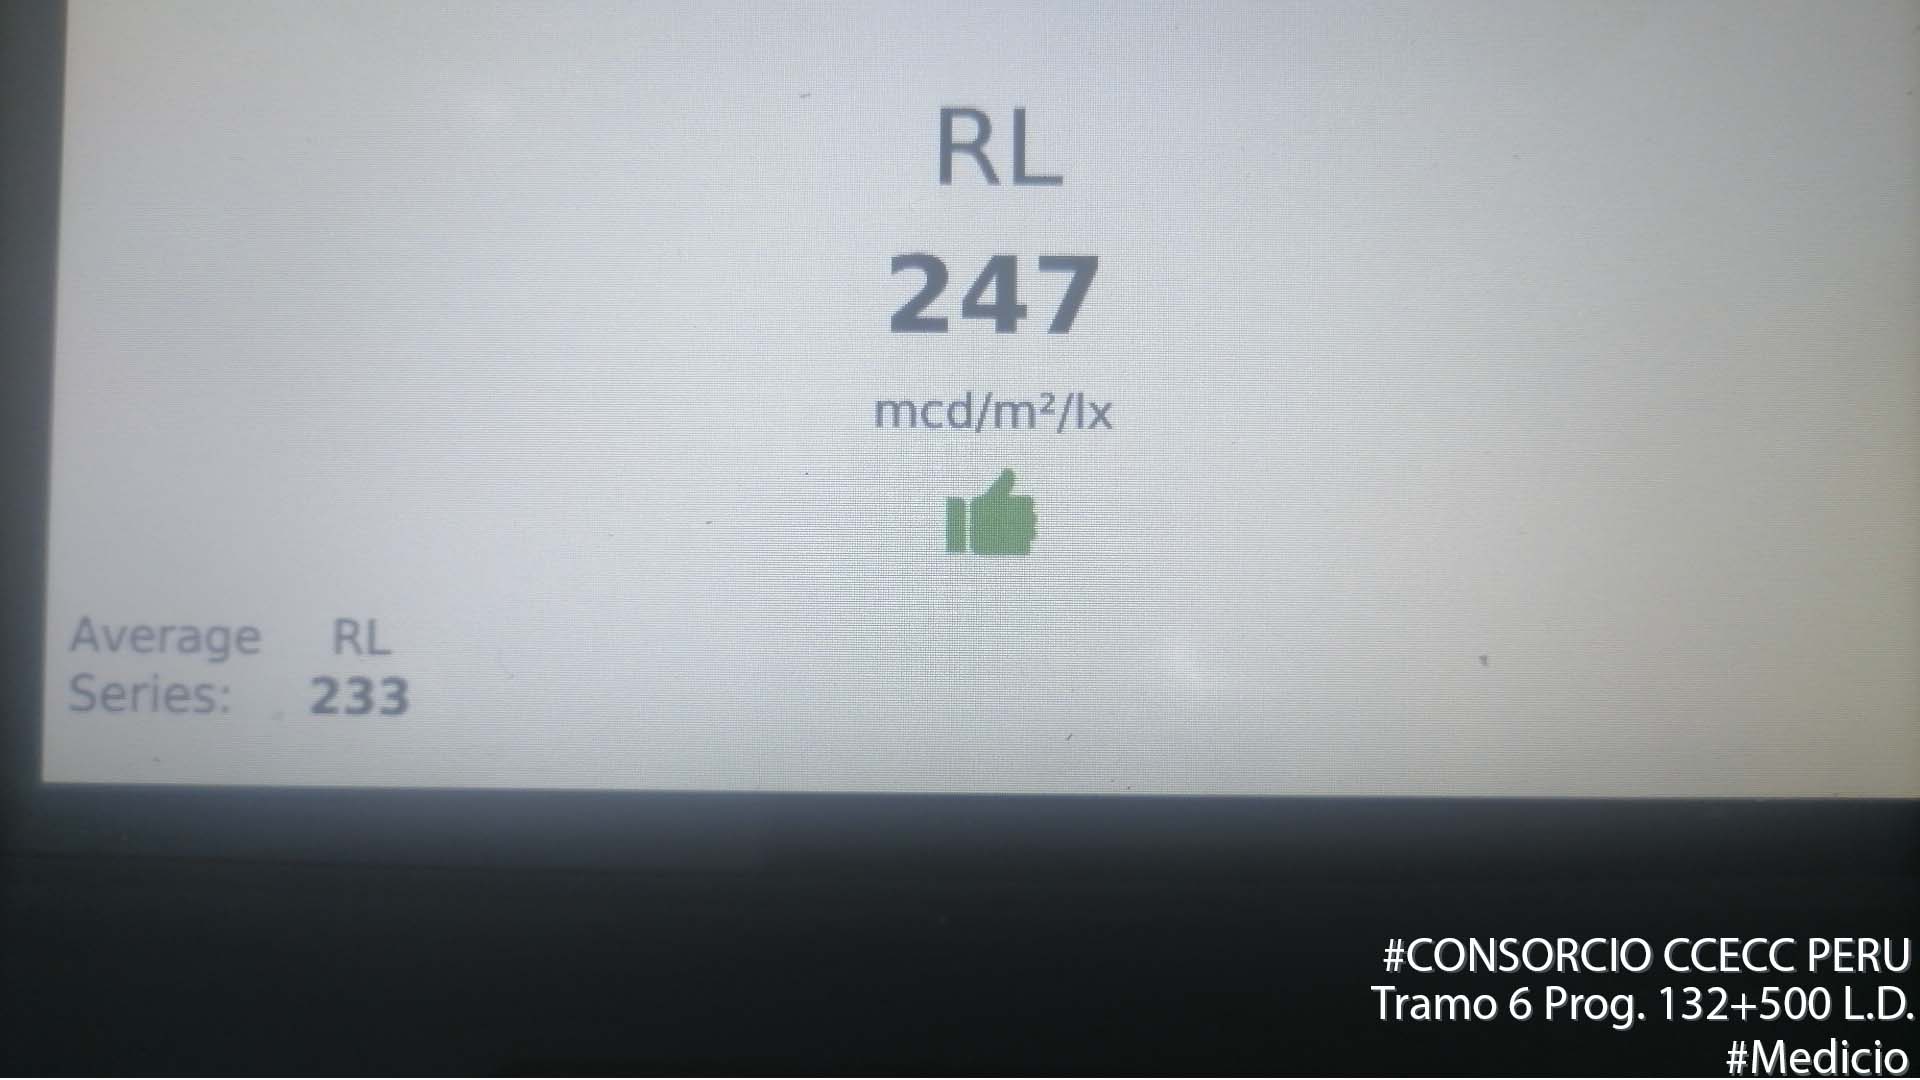 RL
247
mcd/m²/lx
Average RL
Series: 233
#CONSORCIO CCECC PERU
Tramo 6 Prog. 132+500 L.D.
#Medicio